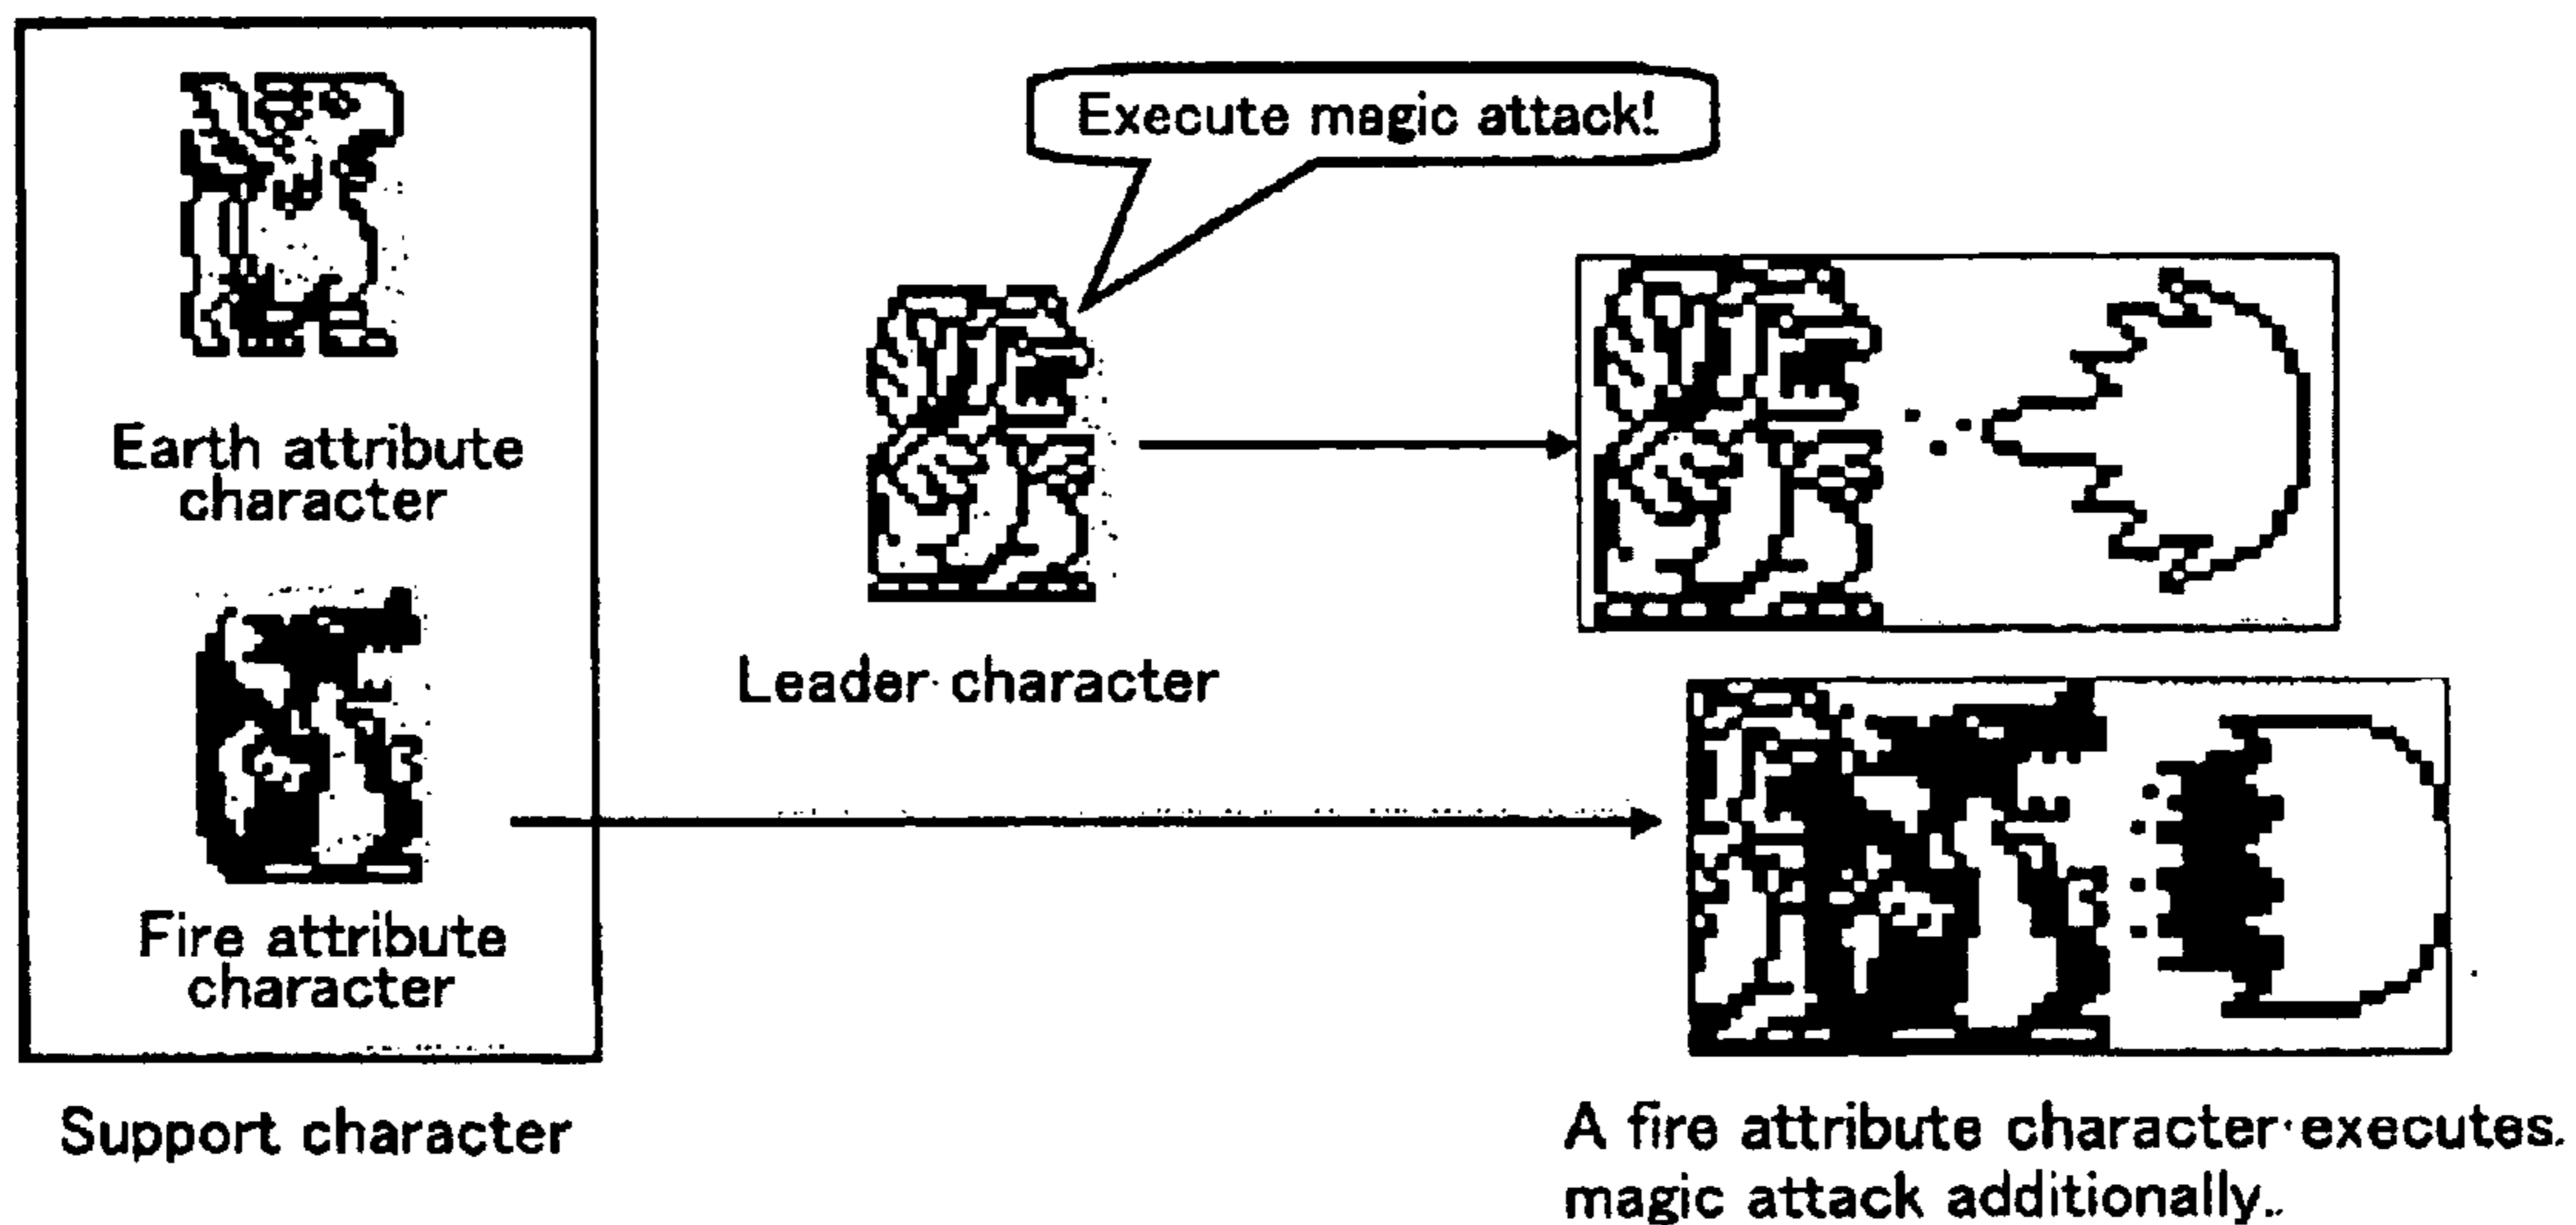 Execute magic attack!
Earth attribute
character
Leader character
Fire attribute
character
Support character
A fire attribute character executes
magic attack additionally.